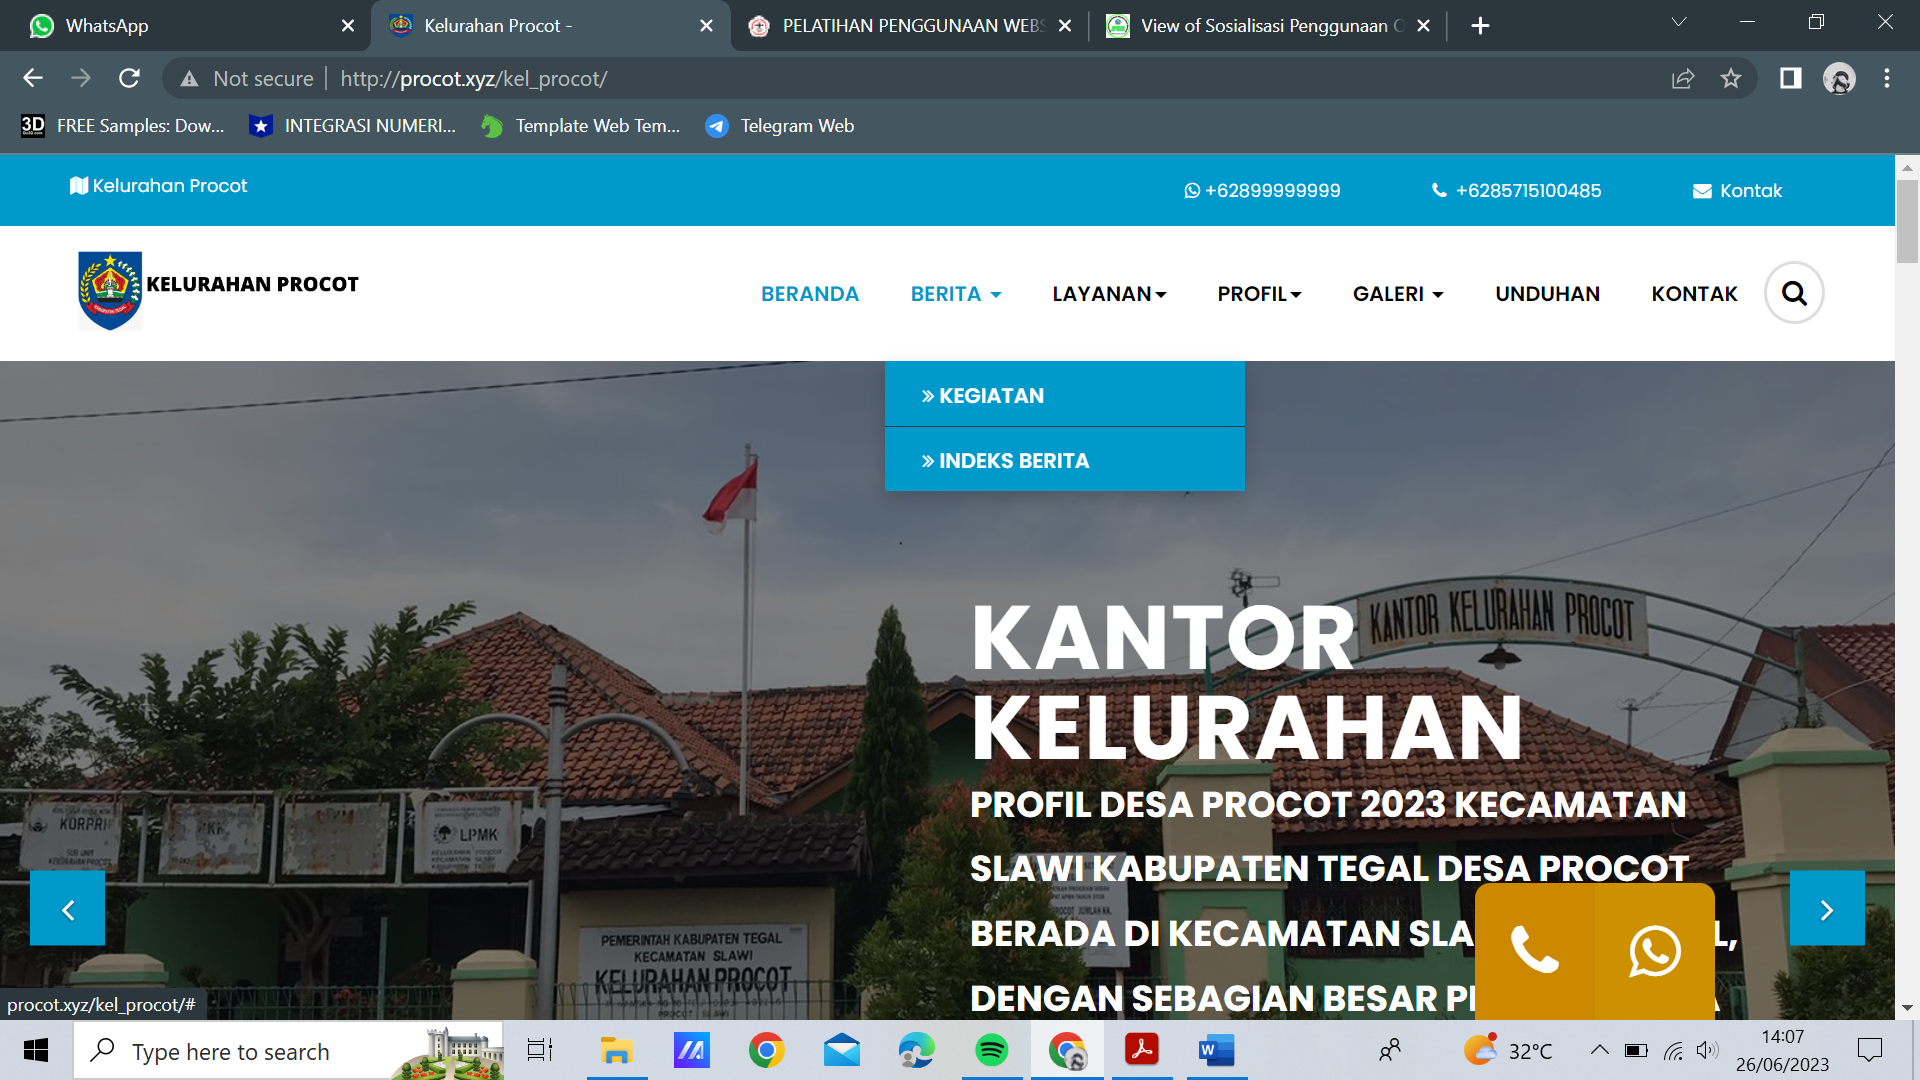 WhatsApp
Kelurahan Procot -
PELATIHAN PENGGUNAAN WEBS
View of Sosialisasi Penggunaan C
Not secure
http://procot.xyz/kel_procot/
3D
FREE Samples: Dow...
INTEGRASI NUMERI...
Template Web Tem...
Telegram Web
Kelurahan Procot
+62899999999
+6285715100485
Kontak
KELURAHAN PROCOT
BERANDA
BERITA
LAYANAN
PROFIL
GALERI
UNDUHAN
KONTAK
» KEGIATAN
» INDEKS BERITA
KANTOR KELURAHAN PROCOT
KANTOR
KELURAHAN
PROFIL DESA PROCOT 2023 KECAMATAN
SLAWI KABUPATEN TEGAL DESA PROCOT
BERADA DI KECAMATAN SLA
L,
DENGAN SEBAGIAN BESAR
KORPRI
LPMK
PEMERINTAH KABUPATEN TEGAL
KECAMATAN SLAWI
KELURAHAN PROCOT
procot.xyz/kel_procot/#
Type here to search
32°C
14:07
26/06/2023